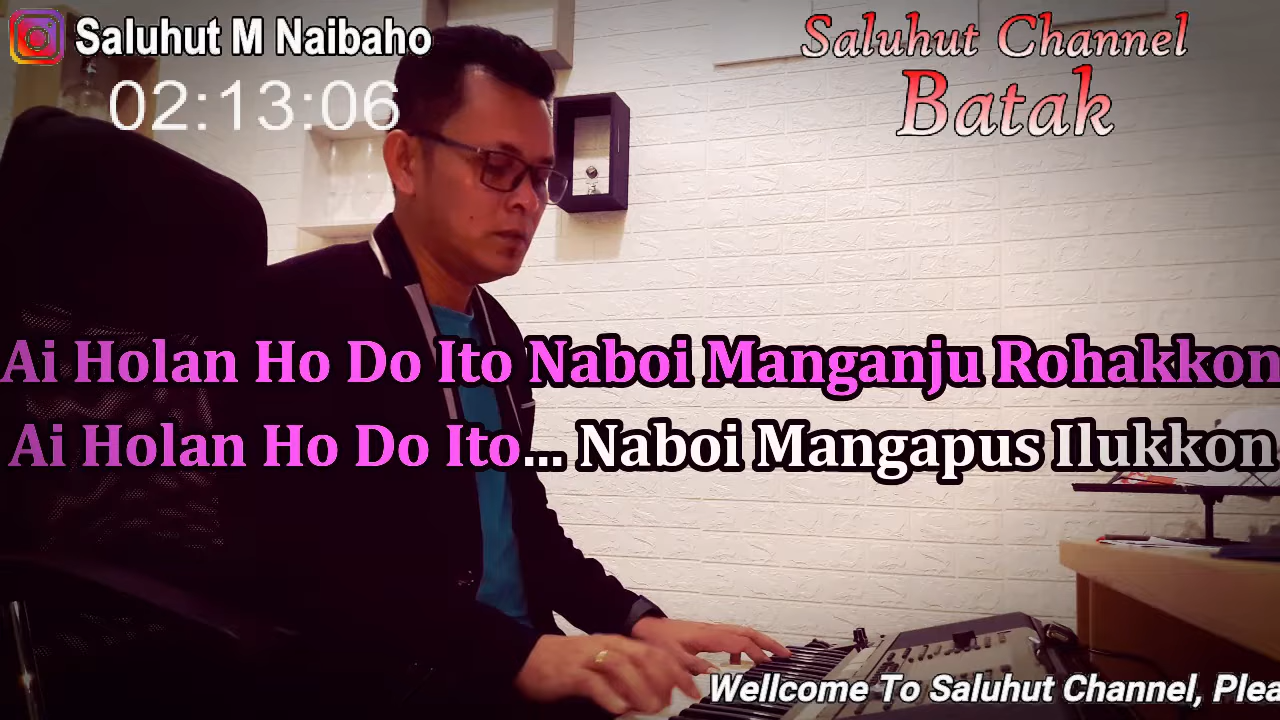 Saluhut M Naibaho
02:13:06
Saluhut Channel
Batak
Ai Holan Ho Do Ito Naboi Manganju Rohakkon
Ai Holan Ho Do Ito... Naboi Mangapus Ilukkon
Wellcome To Saluhut Channel, Plea